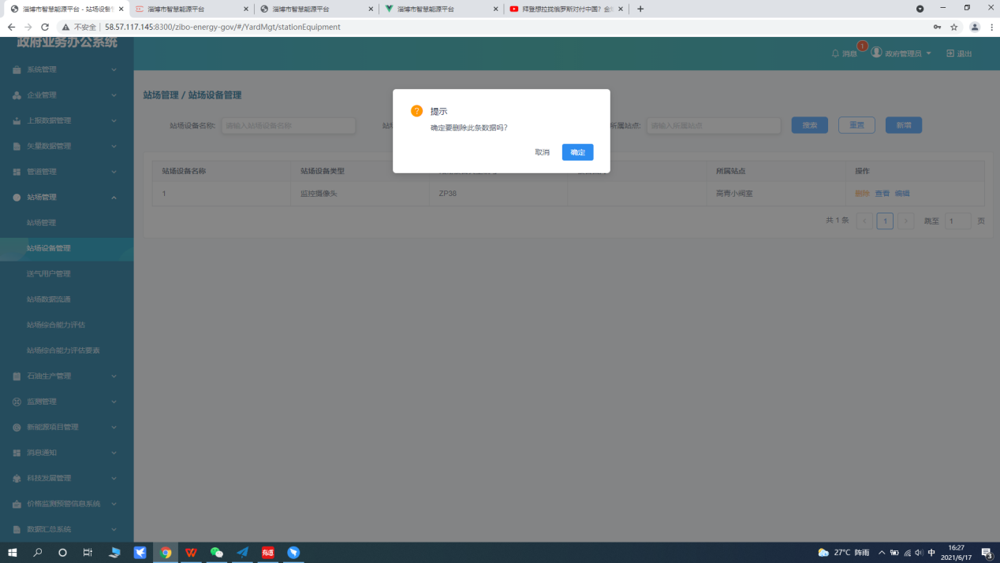 淄博市智慧能源平台 - 站场设备管
淄博市智慧能源平台
淄博市智慧能源平台
淄博市智慧能源平台
拜登想拉拢俄罗斯对付中国？
不安全 | 58.57.117.145:8300/zibo-energy-gov/#/YardMgt/stationEquipment
政府业务办公系统
消息 1
政府管理员
退出
系统管理
企业管理
上报数据管理
矢量数据管理
管道管理
站场管理
站场管理
站场设备管理
送气用户管理
站场数据流通
站场综合能力评估
站场综合能力评估要素
石油生产管理
监测管理
新能源项目管理
消息通知
科技发展管理
价格监测预警信息系统
数据汇总系统
站场管理 / 站场设备管理
站场设备名称: 请输入站场设备名称
所属站点: 请输入所属站点
搜索 重置 新增
提示
确定要删除此条数据吗？
取消 确定
站场设备名称 站场设备类型 所属站点 操作
1 监控摄像头 ZP38 高青小阀室 删除 查看 编辑
共 1 条 < 1 > 跳至 1 页
有道
27°C 阵雨
中
16:27
2021/6/17
3